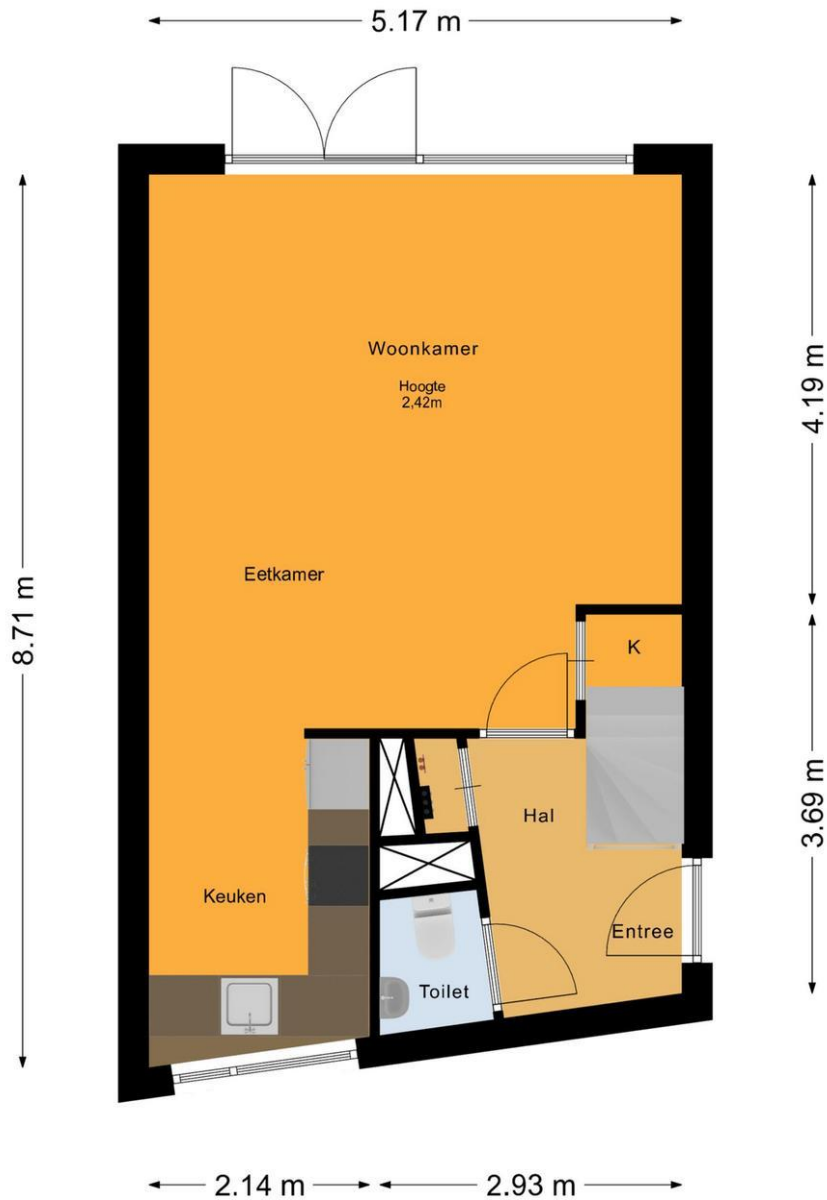 5.17 m
Woonkamer
Hoogte
2,42m
4.19 m
Eetkamer
8.71 m
K
Hal
3.69 m
Keuken
Entree
Toilet
2.14 m
2.93 m